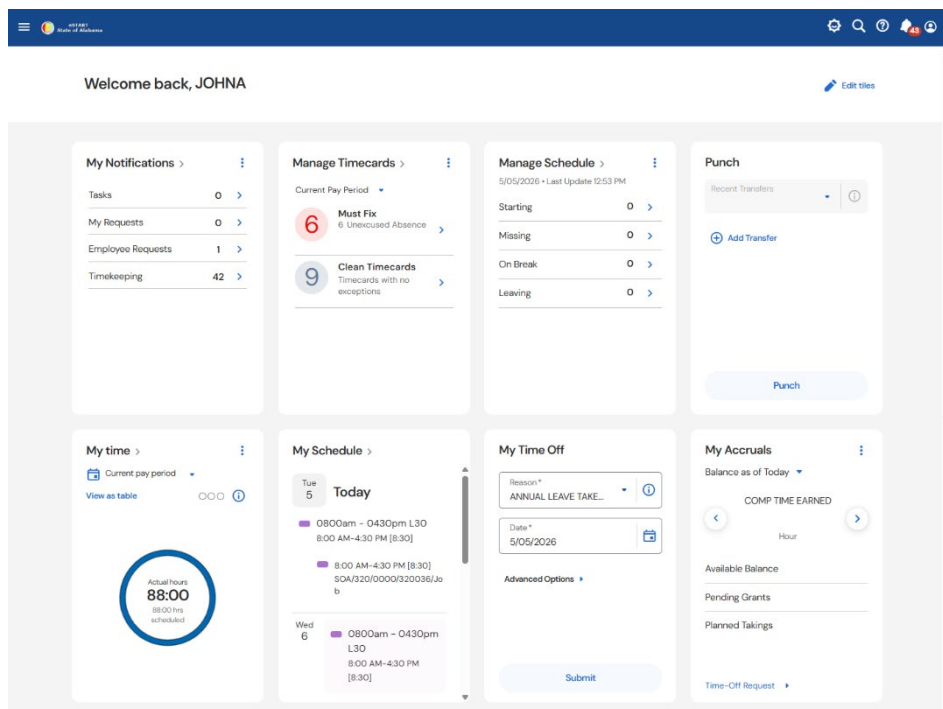 eSTART
State of Alabama
43
Welcome back, JOHNA
Edit tiles
My Notifications >
Tasks 0 >
My Requests 0 >
Employee Requests 1 >
Timekeeping 42 >
Manage Timecards >
Current Pay Period
6
Must Fix
6 Unexcused Absence
9
Clean Timecards
Timecards with no
exceptions
Manage Schedule >
5/05/2026 • Last Update 12:53 PM
Starting 0 >
Missing 0 >
On Break 0 >
Leaving 0 >
Punch
Recent Transfers
Add Transfer
Punch
My time >
Current pay period
View as table
Actual hours
88:00
88:00 hrs
scheduled
My Schedule >
Tue
5
Today
0800am - 0430pm L30
8:00 AM-4:30 PM [8:30]
8:00 AM-4:30 PM [8:30]
SOA/320/0000/320036/Jo
b
Wed
6
0800am - 0430pm
L30
8:00 AM-4:30 PM
[8:30]
My Time Off
Reason*
ANNUAL LEAVE TAKE...
Date*
5/05/2026
Advanced Options
Submit
My Accruals
Balance as of Today
COMP TIME EARNED
Hour
Available Balance
Pending Grants
Planned Takings
Time-Off Request